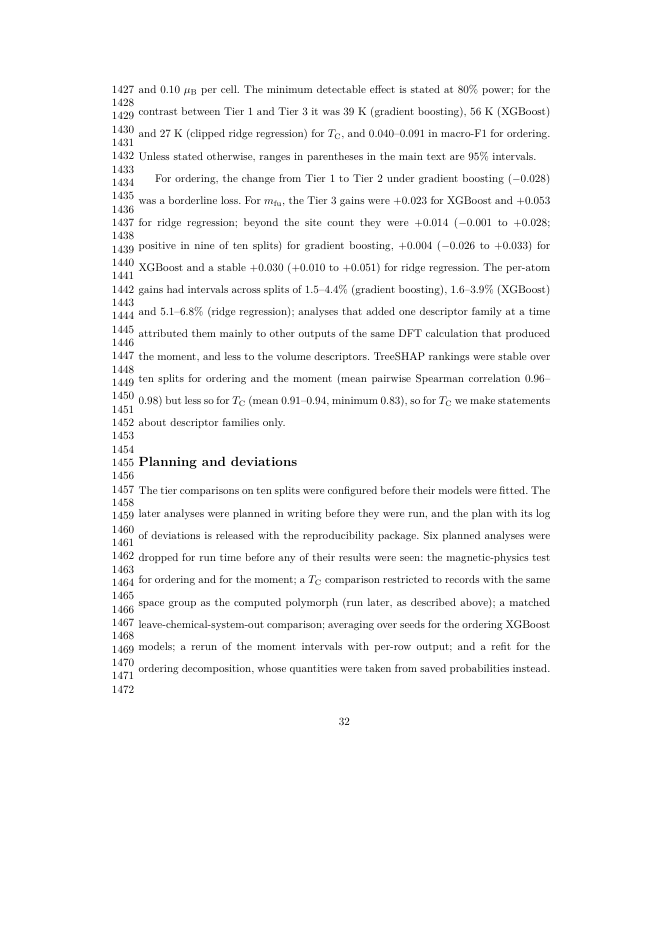 1427 and 0.10 μB per cell. The minimum detectable effect is stated at 80% power; for the
1428
1429 contrast between Tier 1 and Tier 3 it was 39 K (gradient boosting), 56 K (XGBoost)
1430 and 27 K (clipped ridge regression) for TC, and 0.040–0.091 in macro-F1 for ordering.
1431
1432 Unless stated otherwise, ranges in parentheses in the main text are 95% intervals.
1433
1434 For ordering, the change from Tier 1 to Tier 2 under gradient boosting (−0.028)
1435 was a borderline loss. For mfu, the Tier 3 gains were +0.023 for XGBoost and +0.053
1436
1437 for ridge regression; beyond the site count they were +0.014 (−0.001 to +0.028;
1438
1439 positive in nine of ten splits) for gradient boosting, +0.004 (−0.026 to +0.033) for
1440 XGBoost and a stable +0.030 (+0.010 to +0.051) for ridge regression. The per-atom
1441
1442 gains had intervals across splits of 1.5–4.4% (gradient boosting), 1.6–3.9% (XGBoost)
1443
1444 and 5.1–6.8% (ridge regression); analyses that added one descriptor family at a time
1445 attributed them mainly to other outputs of the same DFT calculation that produced
1446
1447 the moment, and less to the volume descriptors. TreeSHAP rankings were stable over
1448
1449 ten splits for ordering and the moment (mean pairwise Spearman correlation 0.96–
1450 0.98) but less so for TC (mean 0.91–0.94, minimum 0.83), so for TC we make statements
1451
1452 about descriptor families only.
1453
1454
1455 Planning and deviations
1456
1457 The tier comparisons on ten splits were configured before their models were fitted. The
1458
1459 later analyses were planned in writing before they were run, and the plan with its log
1460 of deviations is released with the reproducibility package. Six planned analyses were
1461
1462 dropped for run time before any of their results were seen: the magnetic-physics test
1463
1464 for ordering and for the moment; a TC comparison restricted to records with the same
1465 space group as the computed polymorph (run later, as described above); a matched
1466
1467 leave-chemical-system-out comparison; averaging over seeds for the ordering XGBoost
1468
1469 models; a rerun of the moment intervals with per-row output; and a refit for the
1470 ordering decomposition, whose quantities were taken from saved probabilities instead.
1471
1472
32